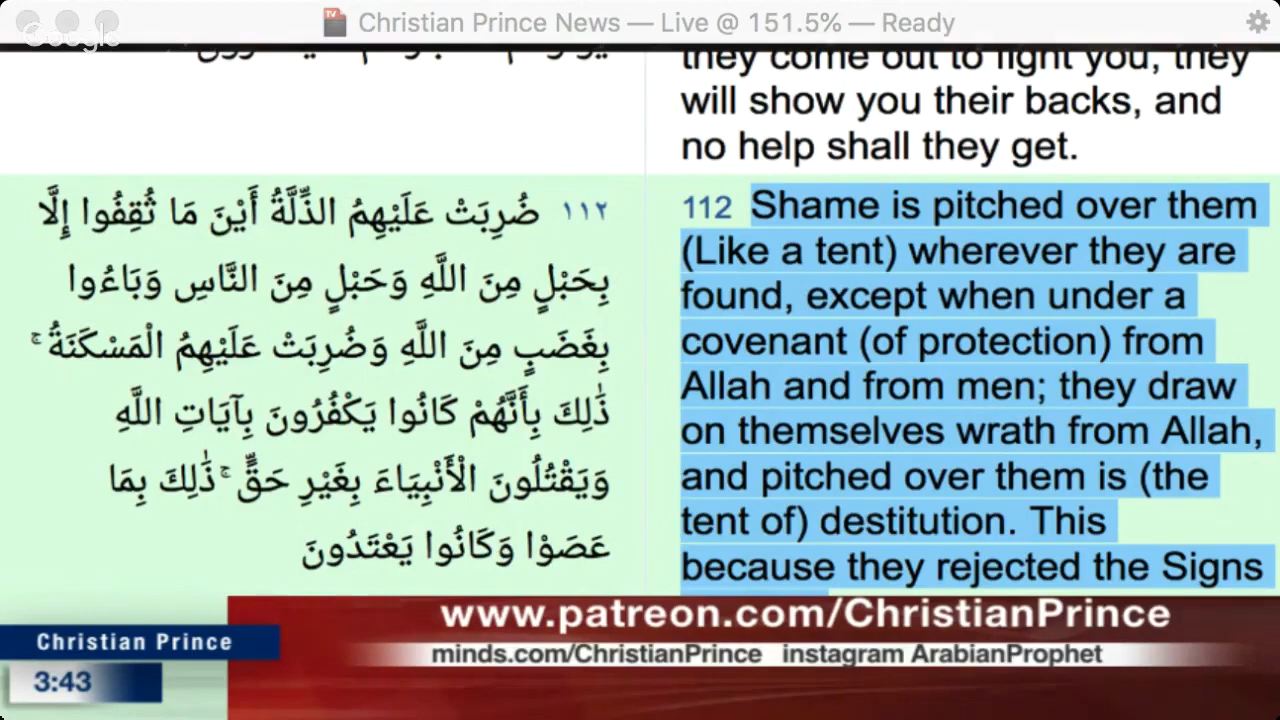 Christian Prince News — Live @ 151.5% — Ready
Google
they come out to fight you, they
will show you their backs, and
no help shall they get.
١١٢ ضُرِبَتْ عَلَيْهِمُ الذِّلَّةُ أَيْنَ مَا ثُقِفُوا إِلَّا
بِحَبْلٍ مِنَ اللَّهِ وَحَبْلٍ مِنَ النَّاسِ وَبَاءُوا
بِغَضَبٍ مِنَ اللَّهِ وَضُرِبَتْ عَلَيْهِمُ الْمَسْكَنَةُ ۚ
ذَٰلِكَ بِأَنَّهُمْ كَانُوا يَكْفُرُونَ بِآيَاتِ اللَّهِ
وَيَقْتُلُونَ الْأَنْبِيَاءَ بِغَيْرِ حَقٍّ ۚ ذَٰلِكَ بِمَا
عَصَوْا وَكَانُوا يَعْتَدُونَ
112 Shame is pitched over them
(Like a tent) wherever they are
found, except when under a
covenant (of protection) from
Allah and from men; they draw
on themselves wrath from Allah,
and pitched over them is (the
tent of) destitution. This
because they rejected the Signs
www.patreon.com/ChristianPrince
minds.com/ChristianPrince instagram ArabianProphet
Christian Prince
3:43